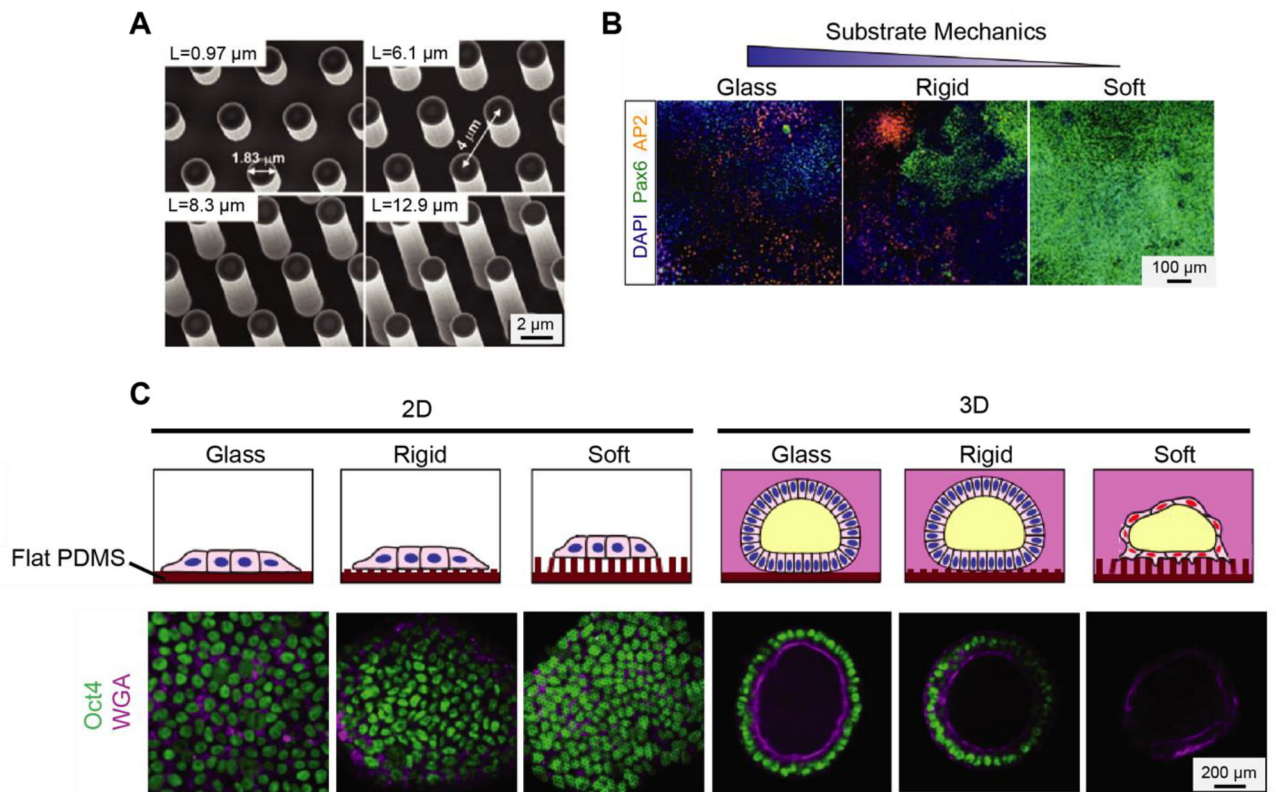 A
L=0.97 µm
L=6.1 µm
1.83 µm
4 µm
L=8.3 µm
L=12.9 µm
2 µm
B
Substrate Mechanics
Glass Rigid Soft
DAPI Pax6 AP2
100 µm
C
2D 3D
Glass Rigid Soft Glass Rigid Soft
Flat PDMS
Oct4
WGA
200 µm